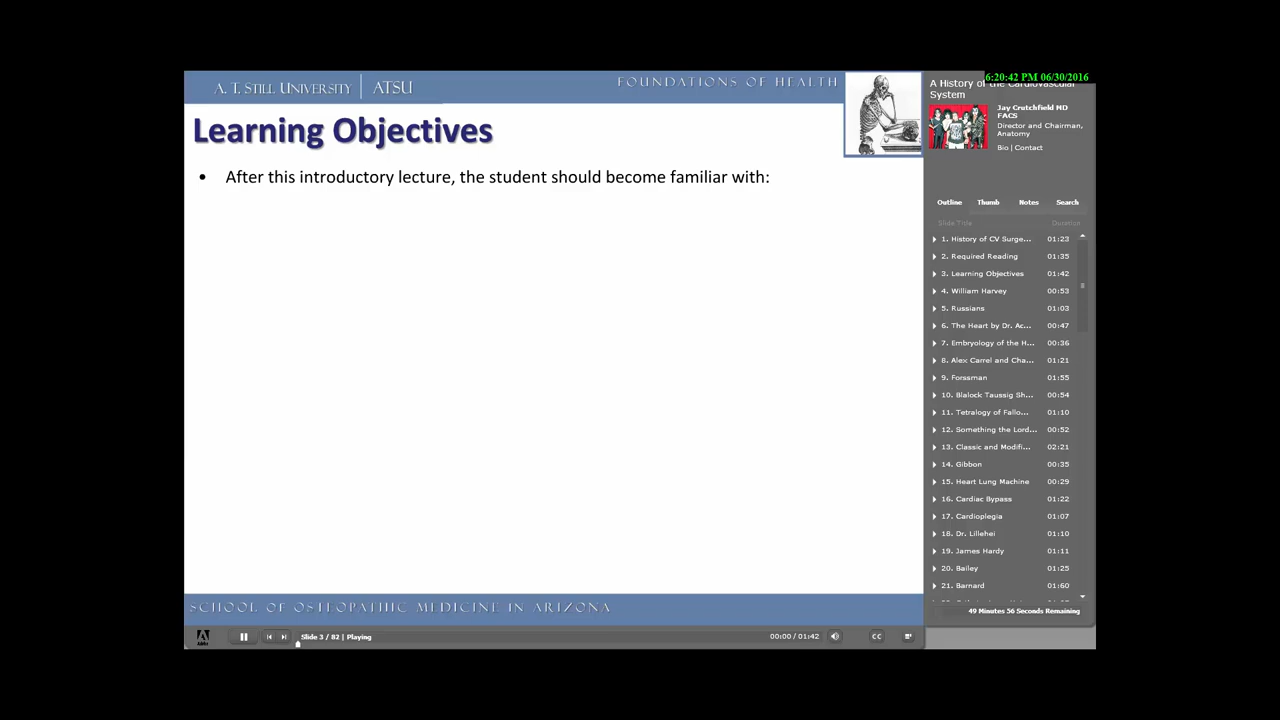 A.T. STILL UNIVERSITY | ATSU
FOUNDATIONS OF HEALTH
Learning Objectives
• After this introductory lecture, the student should become familiar with:
SCHOOL OF OSTEOPATHIC MEDICINE IN ARIZONA
6:20:42 PM 06/30/2016
A History of the Cardiovascular
System
Jay Crutchfield MD
FACS
Director and Chairman,
Anatomy
Bio | Contact
Outline Thumb Notes Search
Slide Title Duration
1. History of CV Surge... 01:23
2. Required Reading 01:35
3. Learning Objectives 01:42
4. William Harvey 00:53
5. Russians 01:03
6. The Heart by Dr. Ac... 00:47
7. Embryology of the H... 00:36
8. Alex Carrel and Cha... 01:21
9. Forssman 01:55
10. Blalock Taussig Sh... 00:54
11. Tetralogy of Fallo... 01:10
12. Something the Lord... 00:52
13. Classic and Modifi... 02:21
14. Gibbon 00:35
15. Heart Lung Machine 00:29
16. Cardiac Bypass 01:22
17. Cardioplegia 01:07
18. Dr. Lillehei 01:10
19. James Hardy 01:11
20. Bailey 01:25
21. Barnard 01:60
49 Minutes 56 Seconds Remaining
Slide 3 / 82 | Playing
00:00 / 01:42
CC